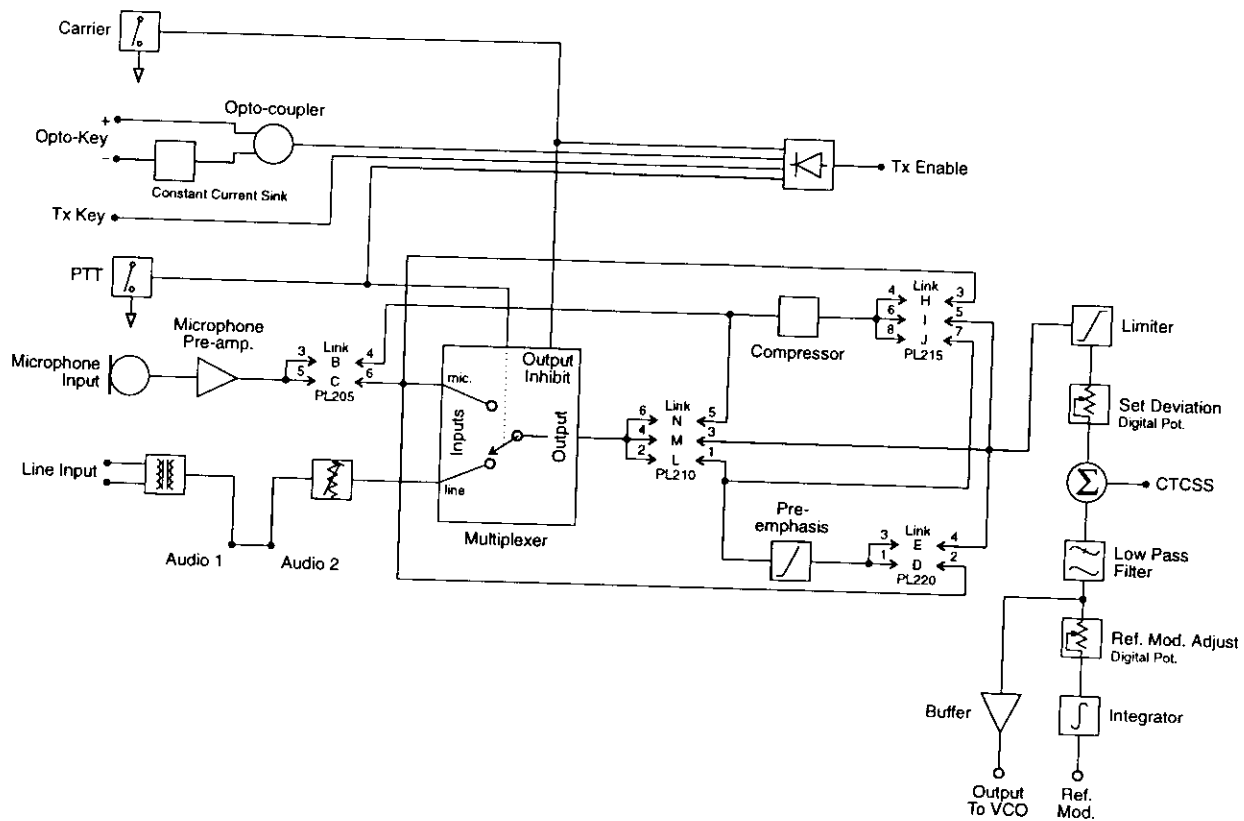 Carrier
Opto-coupler
+
Opto-Key
−
Constant Current Sink
Tx Enable
Tx Key
PTT
Microphone
Pre-amp.
Microphone
Input
3
Link
4
B
5
C
6
PL205
mic.
Output
Inhibit
Inputs
Output
line
Multiplexer
Line Input
Audio 1
Audio 2
6
Link
5
N
4
M
3
2
L
1
PL210
Compressor
4
Link
3
H
6
I
5
8
J
7
PL215
Pre-
emphasis
3
Link
4
E
1
D
2
PL220
Limiter
Set Deviation
Digital Pot.
Σ
CTCSS
Low Pass
Filter
Ref. Mod. Adjust
Digital Pot.
Buffer
∫
Integrator
Output
To VCO
Ref.
Mod.